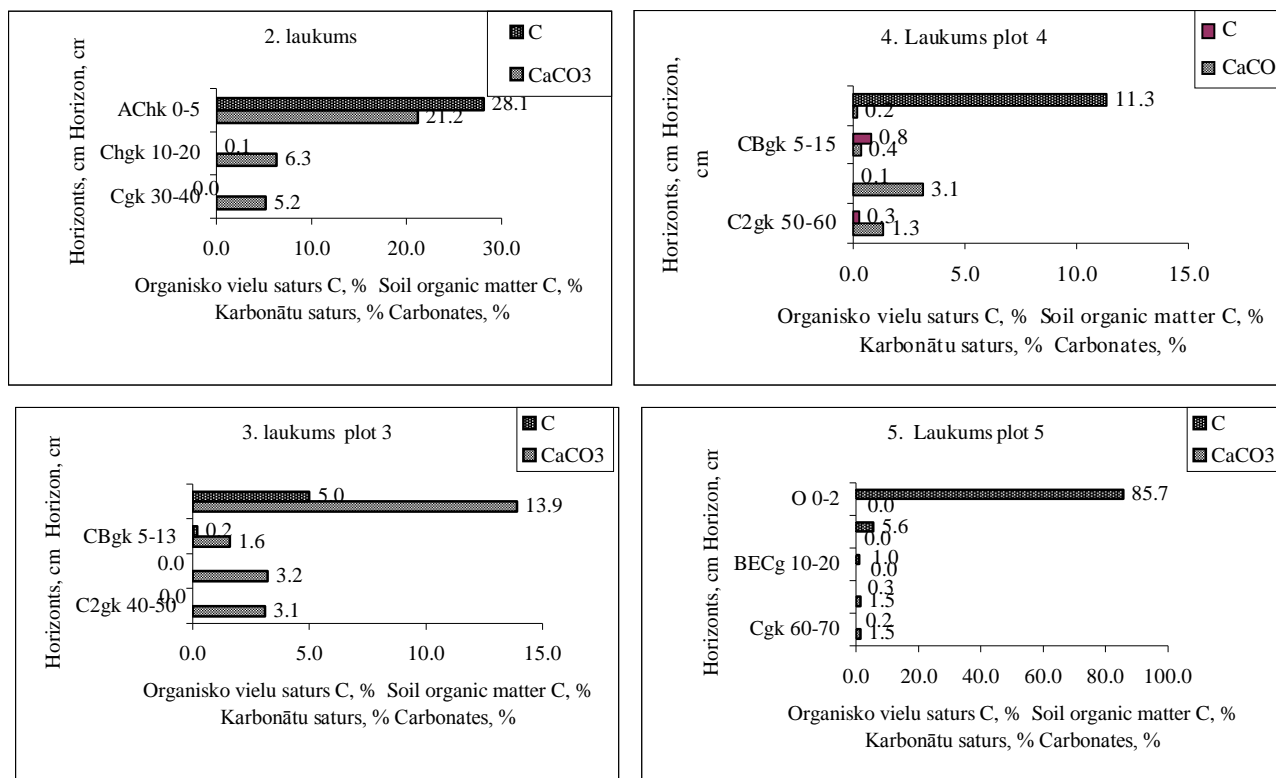 2. laukums
C
CaCO3
Horizonts, cm Horizon, cm
AChk 0-5
Chgk 10-20
Cgk 30-40
28.1
21.2
0.1
6.3
0.0
5.2
0.0 10.0 20.0 30.0 40.0
Organisko vielu saturs C, % Soil organic matter C, %
Karbonātu saturs, % Carbonates, %
4. Laukums plot 4
C
CaCO
Horizonts, cm Horizon,
cm
CBgk 5-15
C2gk 50-60
11.3
0.2
0.8
0.4
0.1
3.1
0.3
1.3
0.0 5.0 10.0 15.0
Organisko vielu saturs C, % Soil organic matter C, %
Karbonātu saturs, % Carbonates, %
3. laukums plot 3
C
CaCO3
Horizonts, cm Horizon, cm
CBgk 5-13
C2gk 40-50
5.0
13.9
0.2
1.6
0.0
3.2
0.0
3.1
0.0 5.0 10.0 15.0
Organisko vielu saturs C, % Soil organic matter C, %
Karbonātu saturs, % Carbonates, %
5. Laukums plot 5
C
CaCO3
Horizonts, cm Horizon, cm
O 0-2
BECg 10-20
Cgk 60-70
85.7
0.0
5.6
0.0
1.0
0.0
0.3
1.5
0.2
1.5
0.0 20.0 40.0 60.0 80.0 100.0
Organisko vielu saturs C, % Soil organic matter C, %
Karbonātu saturs, % Carbonates, %